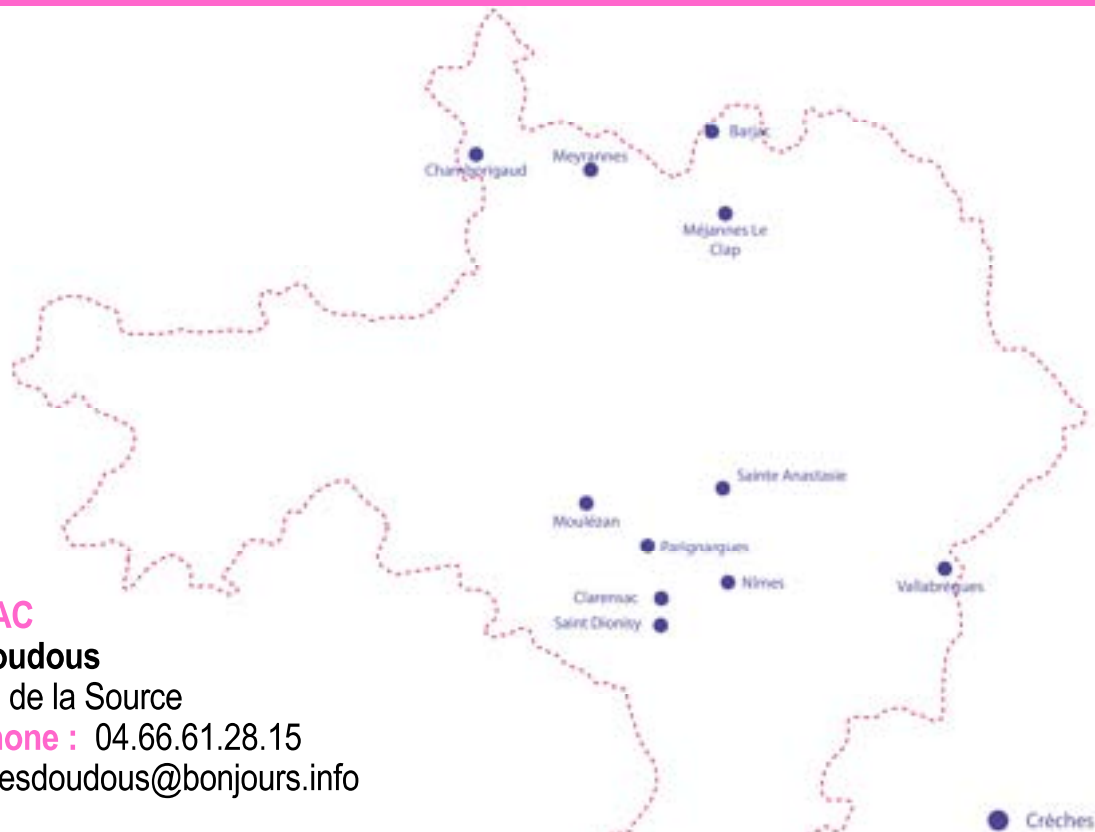 Barjac
Chamborigaud
Meyrannes
Méjannes Le
Clap
Sainte Anastasie
Moulézan
Parignargues
Nîmes
Vallabrègues
Clarensac
Saint Dionisy
AC
oudous
de la Source
hone : 04.66.61.28.15
esdoudous@bonjours.info
Crèches